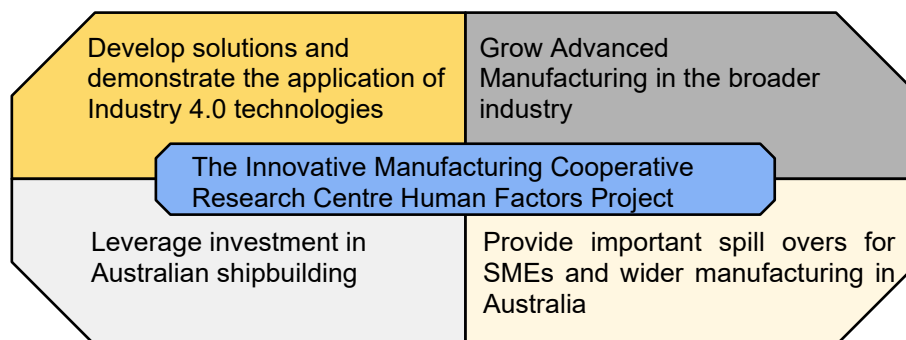 Develop solutions and
demonstrate the application of
Industry 4.0 technologies
Grow Advanced
Manufacturing in the broader
industry
The Innovative Manufacturing Cooperative
Research Centre Human Factors Project
Leverage investment in
Australian shipbuilding
Provide important spill overs for
SMEs and wider manufacturing in
Australia